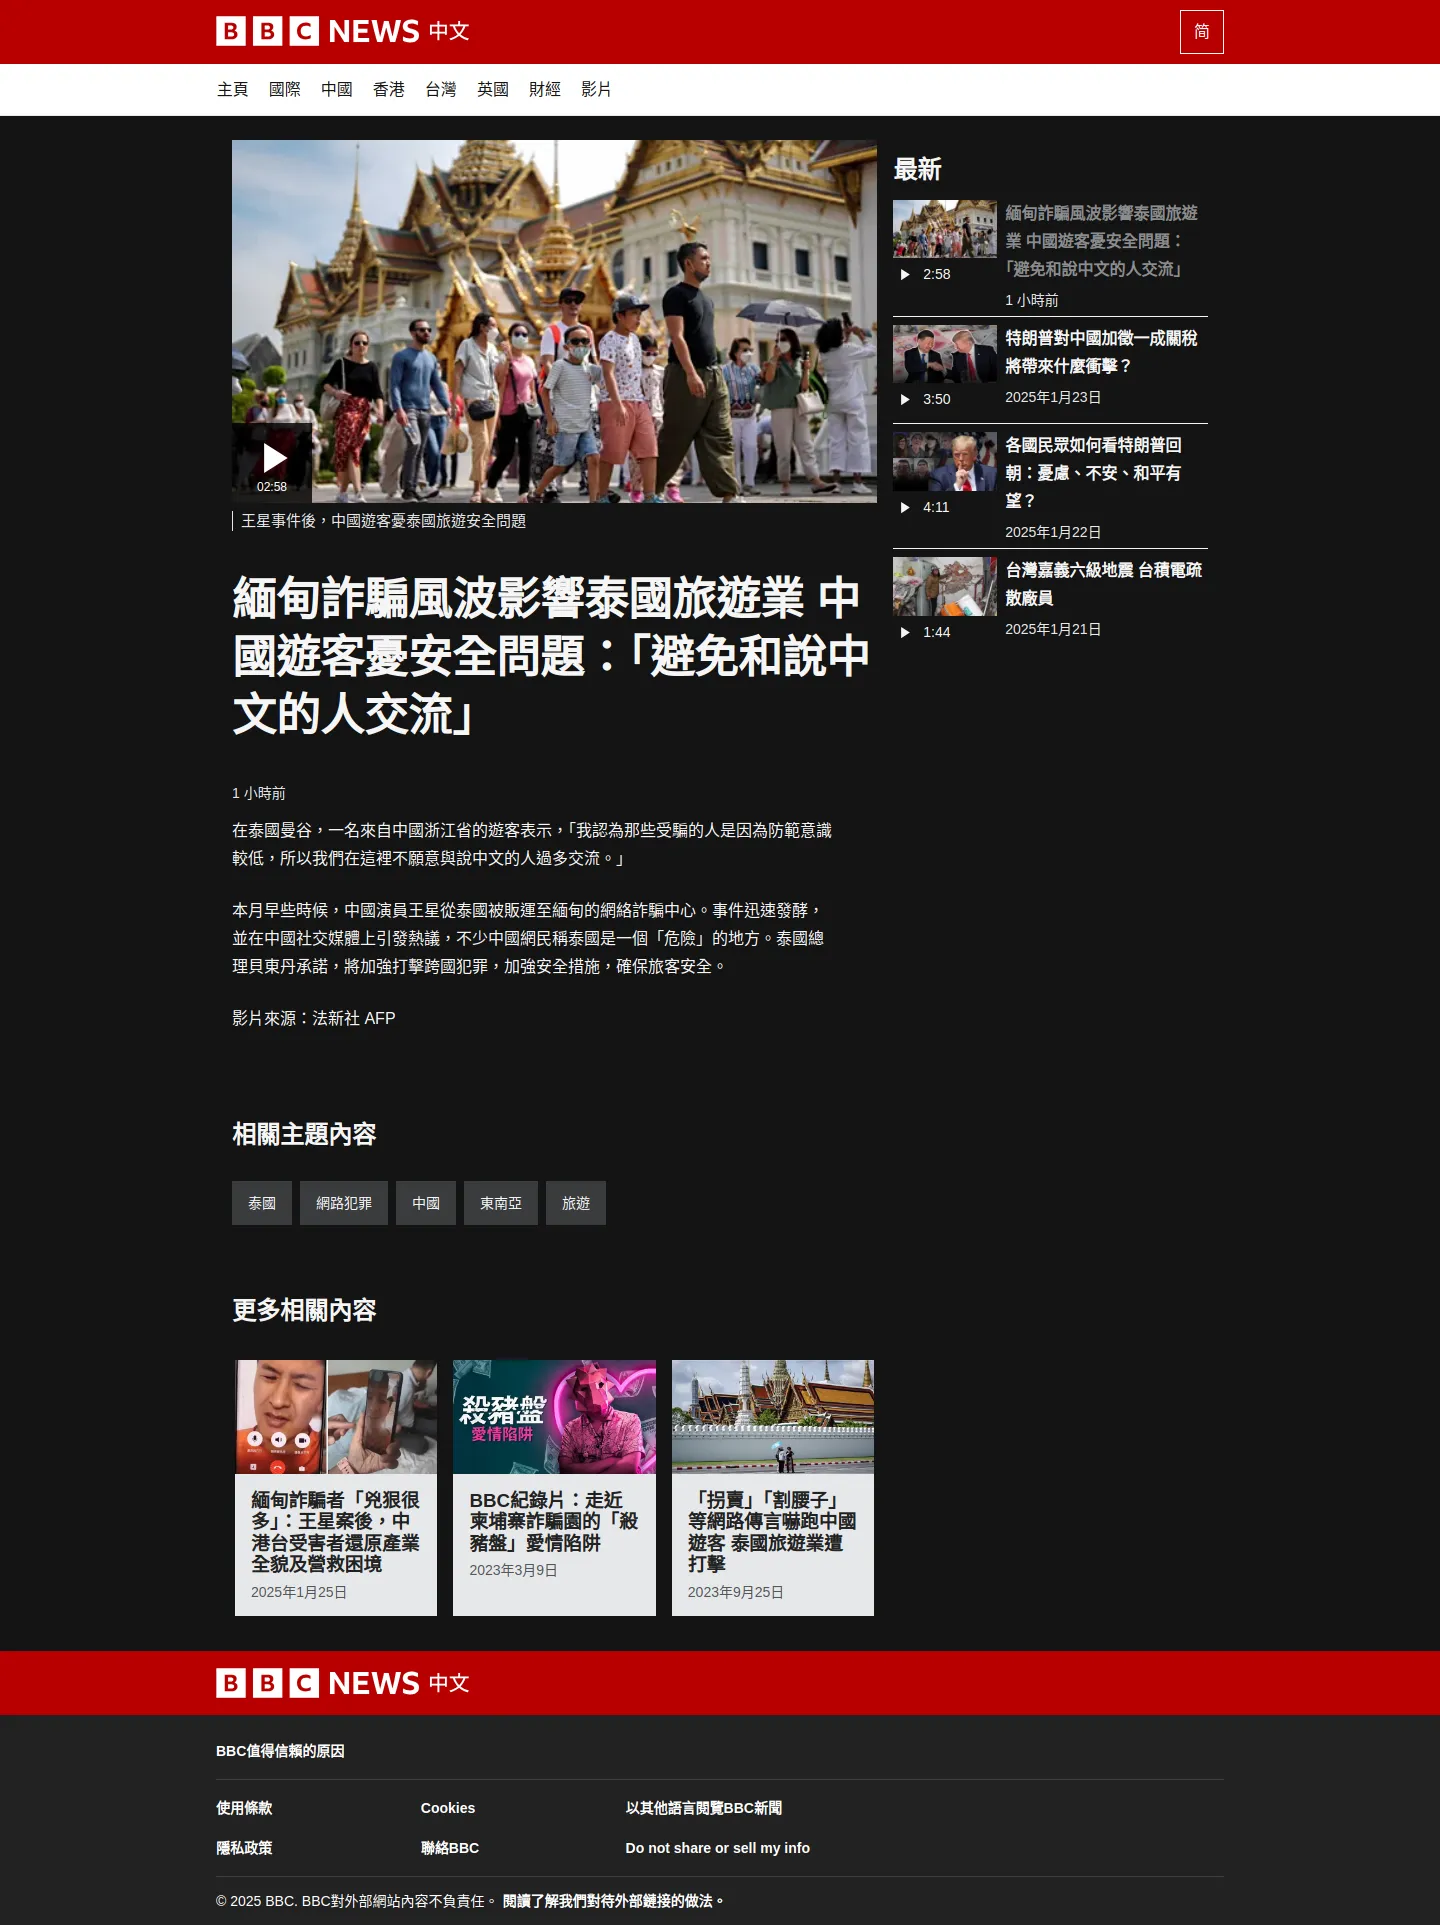 BBC NEWS 中文
简
主頁 國際 中國 香港 台灣 英國 財經 影片
02:58
王星事件後，中國遊客憂泰國旅遊安全問題
緬甸詐騙風波影響泰國旅遊業 中
國遊客憂安全問題：「避免和說中
文的人交流」
1 小時前
在泰國曼谷，一名來自中國浙江省的遊客表示，「我認為那些受騙的人是因為防範意識
較低，所以我們在這裡不願意與說中文的人過多交流。」
本月早些時候，中國演員王星從泰國被販運至緬甸的網絡詐騙中心。事件迅速發酵，
並在中國社交媒體上引發熱議，不少中國網民稱泰國是一個「危險」的地方。泰國總
理貝東丹承諾，將加強打擊跨國犯罪，加強安全措施，確保旅客安全。
影片來源：法新社 AFP
最新
緬甸詐騙風波影響泰國旅遊
業 中國遊客憂安全問題：
「避免和說中文的人交流」
2:58
1 小時前
特朗普對中國加徵一成關稅
將帶來什麼衝擊？
3:50
2025年1月23日
各國民眾如何看特朗普回
朝：憂慮、不安、和平有
望？
4:11
2025年1月22日
台灣嘉義六級地震 台積電疏
散廠員
1:44
2025年1月21日
相關主題內容
泰國 網路犯罪 中國 東南亞 旅遊
更多相關內容
緬甸詐騙者「兇狠很
多」：王星案後，中
港台受害者還原產業
全貌及營救困境
2025年1月25日
殺豬盤
愛情陷阱
BBC紀錄片：走近
柬埔寨詐騙園的「殺
豬盤」愛情陷阱
2023年3月9日
「拐賣」「割腰子」
等網路傳言嚇跑中國
遊客 泰國旅遊業遭
打擊
2023年9月25日
BBC NEWS 中文
BBC值得信賴的原因
使用條款 Cookies 以其他語言閱覽BBC新聞
隱私政策 聯絡BBC Do not share or sell my info
© 2025 BBC. BBC對外部網站內容不負責任。 閱讀了解我們對待外部鏈接的做法。